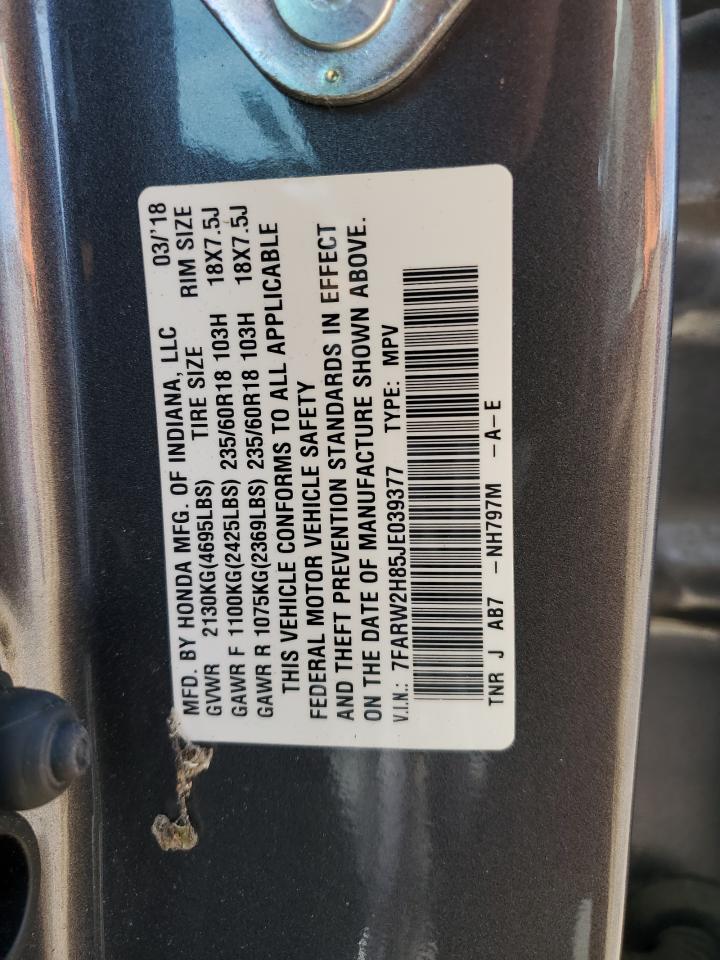 MFD. BY HONDA MFG. OF INDIANA, LLC 03/'18
GVWR 2130KG(4695LBS) TIRE SIZE RIM SIZE
GAWR F 1100KG(2425LBS) 235/60R18 103H 18X7.5J
GAWR R 1075KG(2369LBS) 235/60R18 103H 18X7.5J
THIS VEHICLE CONFORMS TO ALL APPLICABLE
FEDERAL MOTOR VEHICLE SAFETY
AND THEFT PREVENTION STANDARDS IN EFFECT
ON THE DATE OF MANUFACTURE SHOWN ABOVE.
V.I.N.: 7FARW2H85JE039377 TYPE: MPV
TNR J AB7 -NH797M -A-E